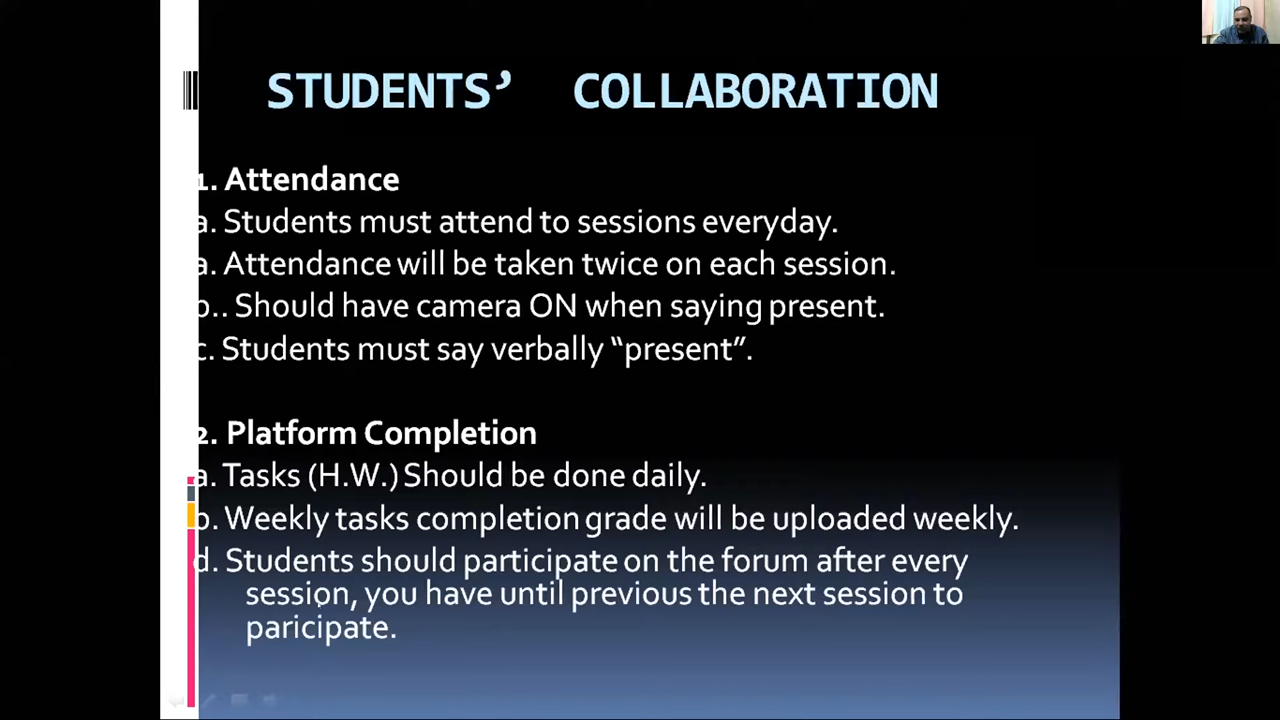 STUDENTS’ COLLABORATION
1. Attendance
a. Students must attend to sessions everyday.
a. Attendance will be taken twice on each session.
b.. Should have camera ON when saying present.
c. Students must say verbally “present”.
2. Platform Completion
a. Tasks (H.W.) Should be done daily.
b. Weekly tasks completion grade will be uploaded weekly.
d. Students should participate on the forum after every
session, you have until previous the next session to
paricipate.